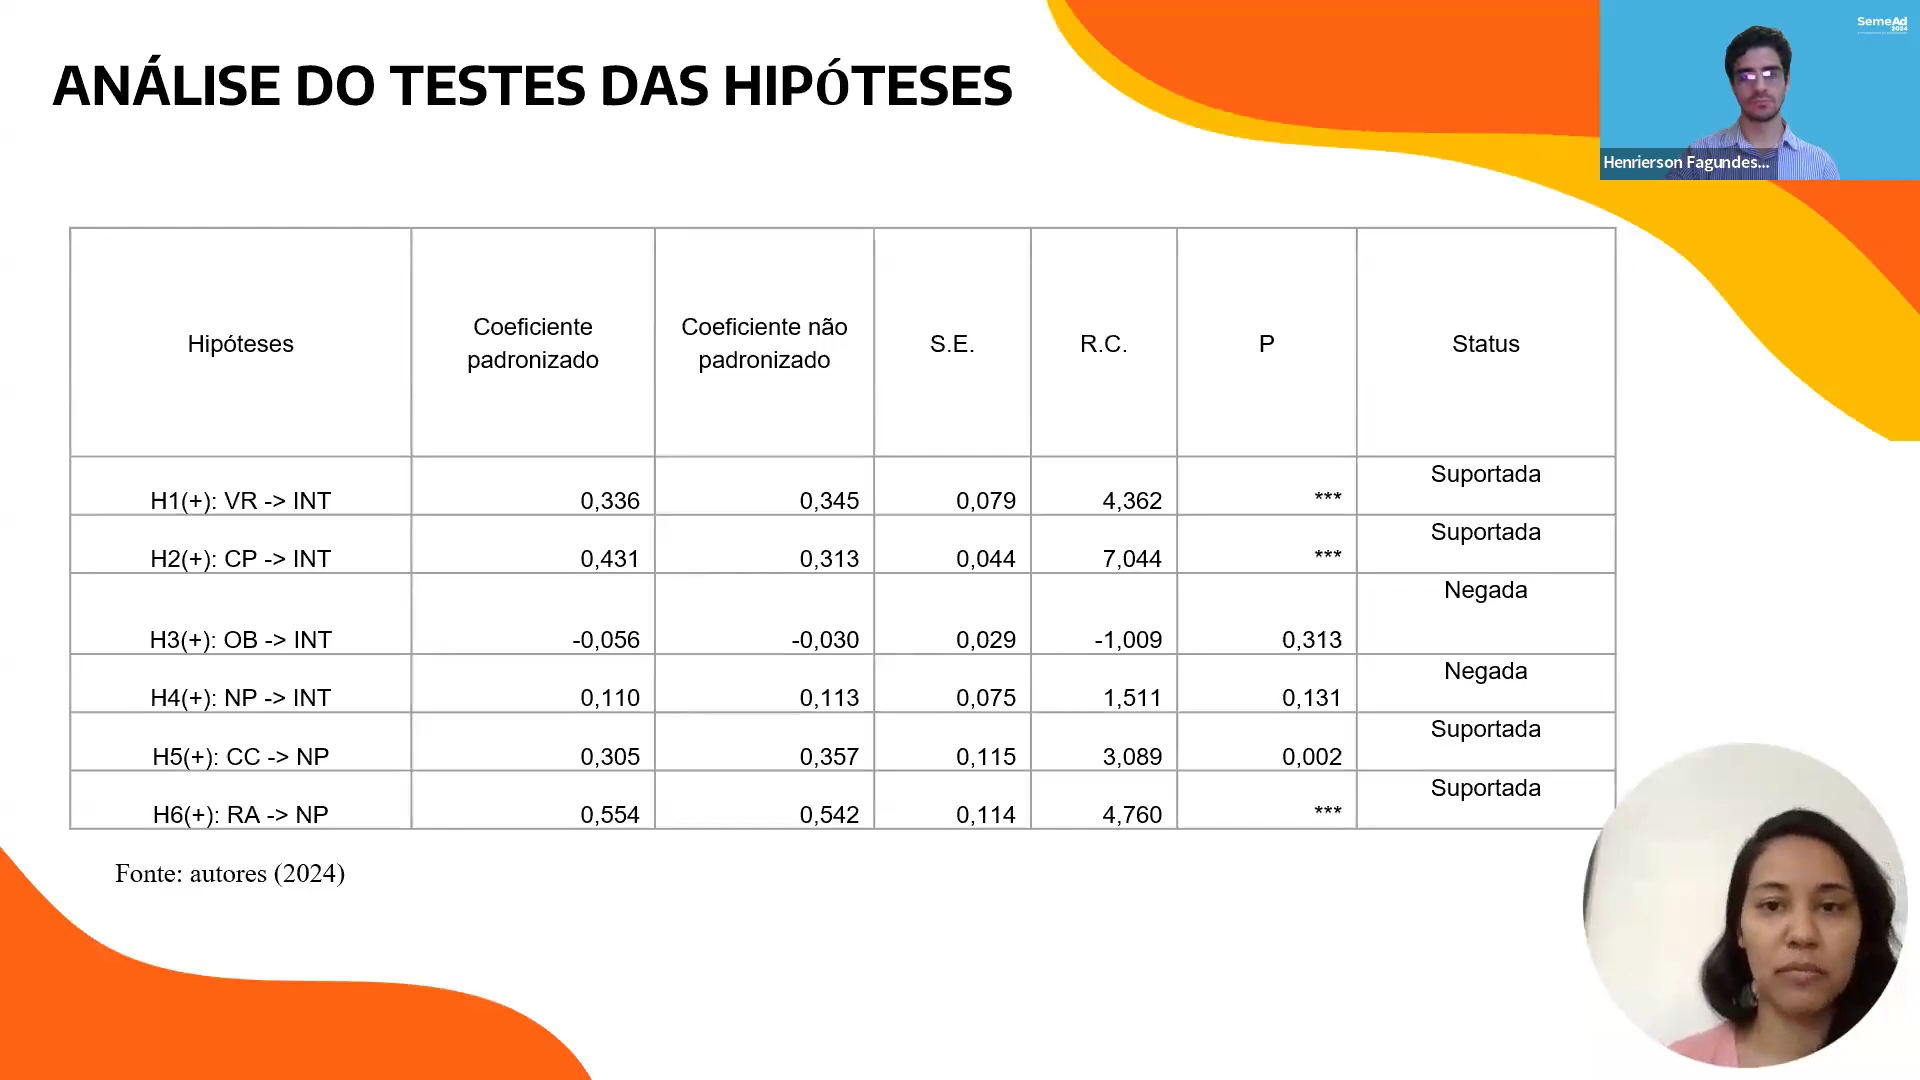 ANÁLISE DO TESTES DAS HIPÓTESES
SemeAd
2024
Henrierson Fagundes...
Hipóteses Coeficiente padronizado Coeficiente não padronizado S.E. R.C. P Status
H1(+): VR -> INT 0,336 0,345 0,079 4,362 *** Suportada
H2(+): CP -> INT 0,431 0,313 0,044 7,044 *** Suportada
H3(+): OB -> INT -0,056 -0,030 0,029 -1,009 0,313 Negada
H4(+): NP -> INT 0,110 0,113 0,075 1,511 0,131 Negada
H5(+): CC -> NP 0,305 0,357 0,115 3,089 0,002 Suportada
H6(+): RA -> NP 0,554 0,542 0,114 4,760 *** Suportada
Fonte: autores (2024)